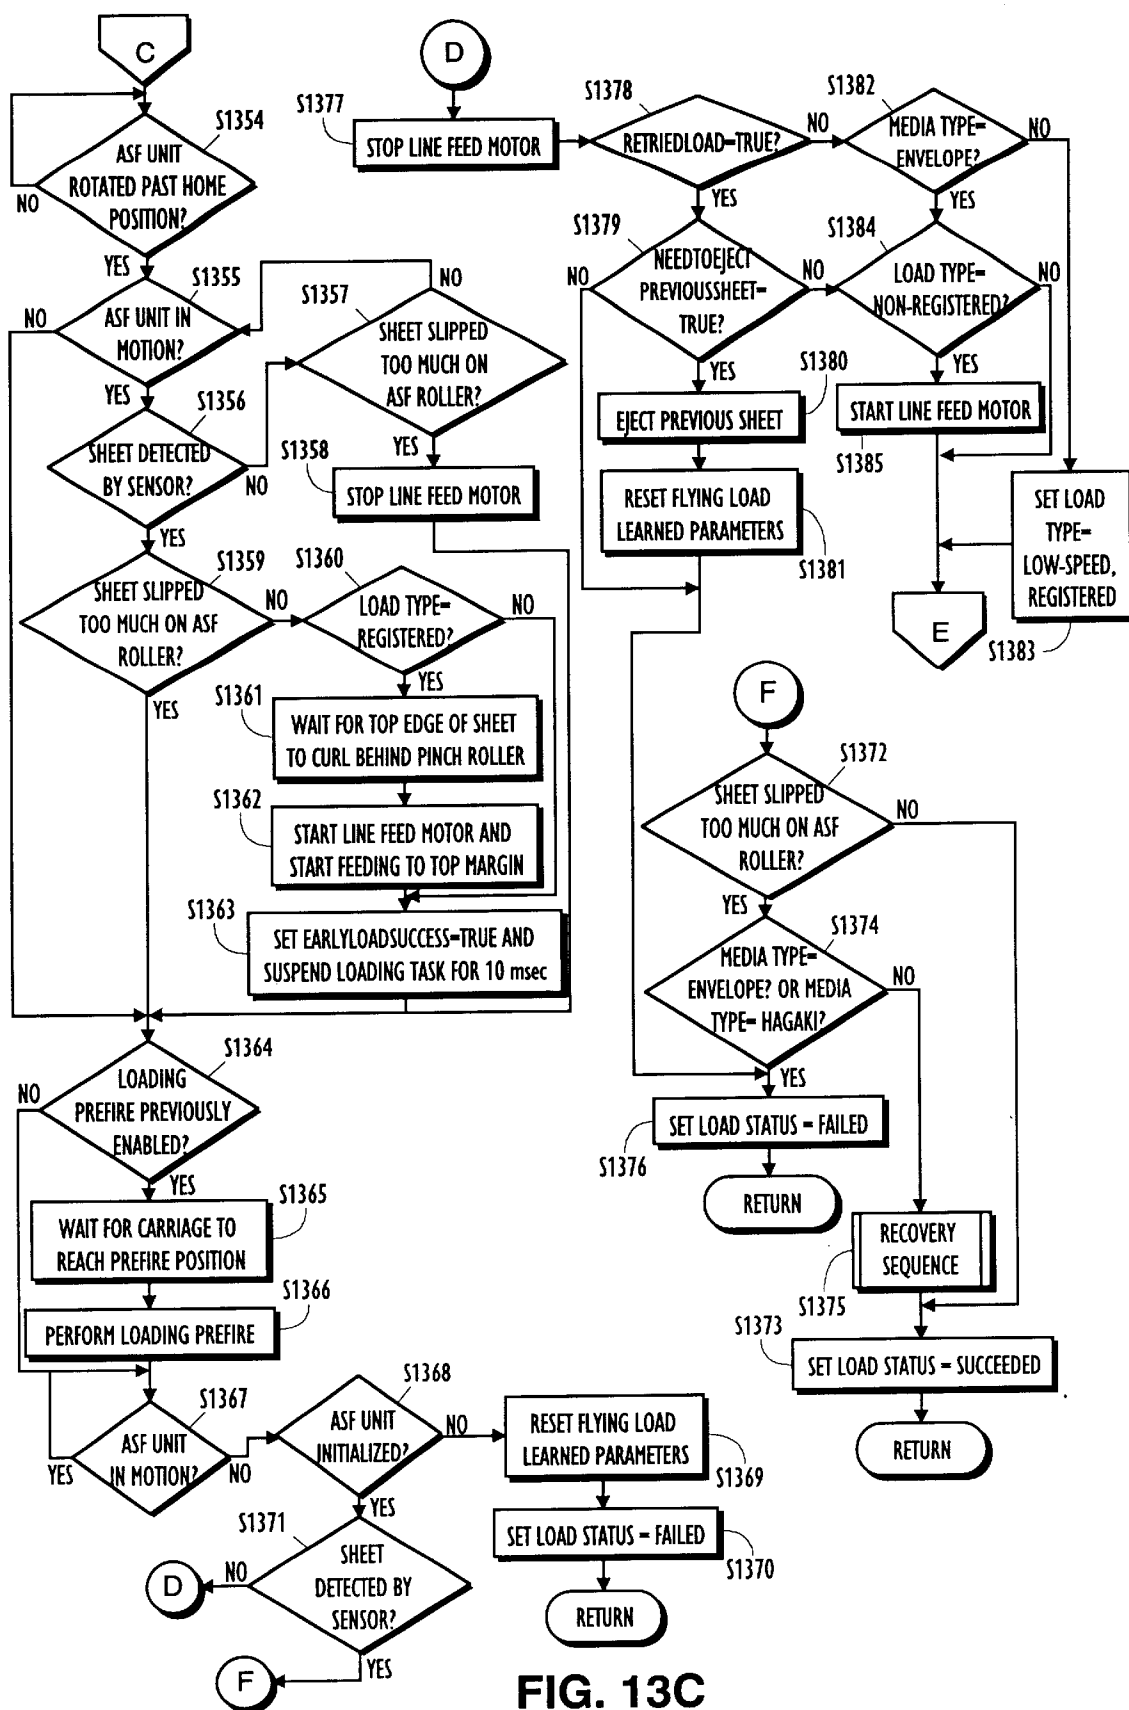 C
S1354
ASF UNIT
ROTATED PAST HOME
POSITION?
NO
YES
S1355
ASF UNIT IN
MOTION?
NO
YES
S1356
SHEET DETECTED
BY SENSOR?
NO
YES
S1357
NO
SHEET SLIPPED
TOO MUCH ON
ASF ROLLER?
YES
S1358
STOP LINE FEED MOTOR
S1359
SHEET SLIPPED
TOO MUCH ON ASF
ROLLER?
NO
YES
S1360
LOAD TYPE=
REGISTERED?
NO
YES
S1361
WAIT FOR TOP EDGE OF SHEET
TO CURL BEHIND PINCH ROLLER
S1362
START LINE FEED MOTOR AND
START FEEDING TO TOP MARGIN
S1363
SET EARLYLOADSUCCESS=TRUE AND
SUSPEND LOADING TASK FOR 10 msec
S1364
LOADING
PREFIRE PREVIOUSLY
ENABLED?
NO
YES
S1365
WAIT FOR CARRIAGE TO
REACH PREFIRE POSITION
S1366
PERFORM LOADING PREFIRE
S1367
ASF UNIT
IN MOTION?
YES
NO
S1368
ASF UNIT
INITIALIZED?
NO
YES
RESET FLYING LOAD
LEARNED PARAMETERS
S1369
SET LOAD STATUS = FAILED
S1370
RETURN
S1371
SHEET
DETECTED BY
SENSOR?
NO
D
YES
F
D
S1377
STOP LINE FEED MOTOR
S1378
RETRIEDLOAD=TRUE?
NO
YES
S1379
NEEDTOEJECT
PREVIOUSSHEET=
TRUE?
NO
NO
YES
S1380
EJECT PREVIOUS SHEET
RESET FLYING LOAD
LEARNED PARAMETERS
S1381
S1382
MEDIA TYPE=
ENVELOPE?
NO
YES
S1384
LOAD TYPE=
NON-REGISTERED?
NO
YES
START LINE FEED MOTOR
S1385
SET LOAD
TYPE=
LOW-SPEED,
REGISTERED
S1383
E
F
S1372
SHEET SLIPPED
TOO MUCH ON ASF
ROLLER?
NO
YES
S1374
MEDIA TYPE=
ENVELOPE? OR MEDIA
TYPE= HAGAKI?
NO
YES
SET LOAD STATUS = FAILED
S1376
RETURN
RECOVERY
SEQUENCE
S1375
S1373
SET LOAD STATUS = SUCCEEDED
RETURN
FIG. 13C